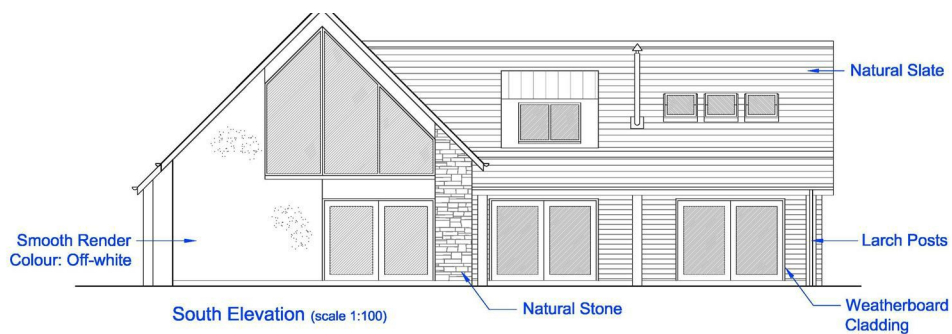 Natural Slate
Smooth Render
Colour: Off-white
Larch Posts
Natural Stone
Weatherboard
Cladding
South Elevation (scale 1:100)